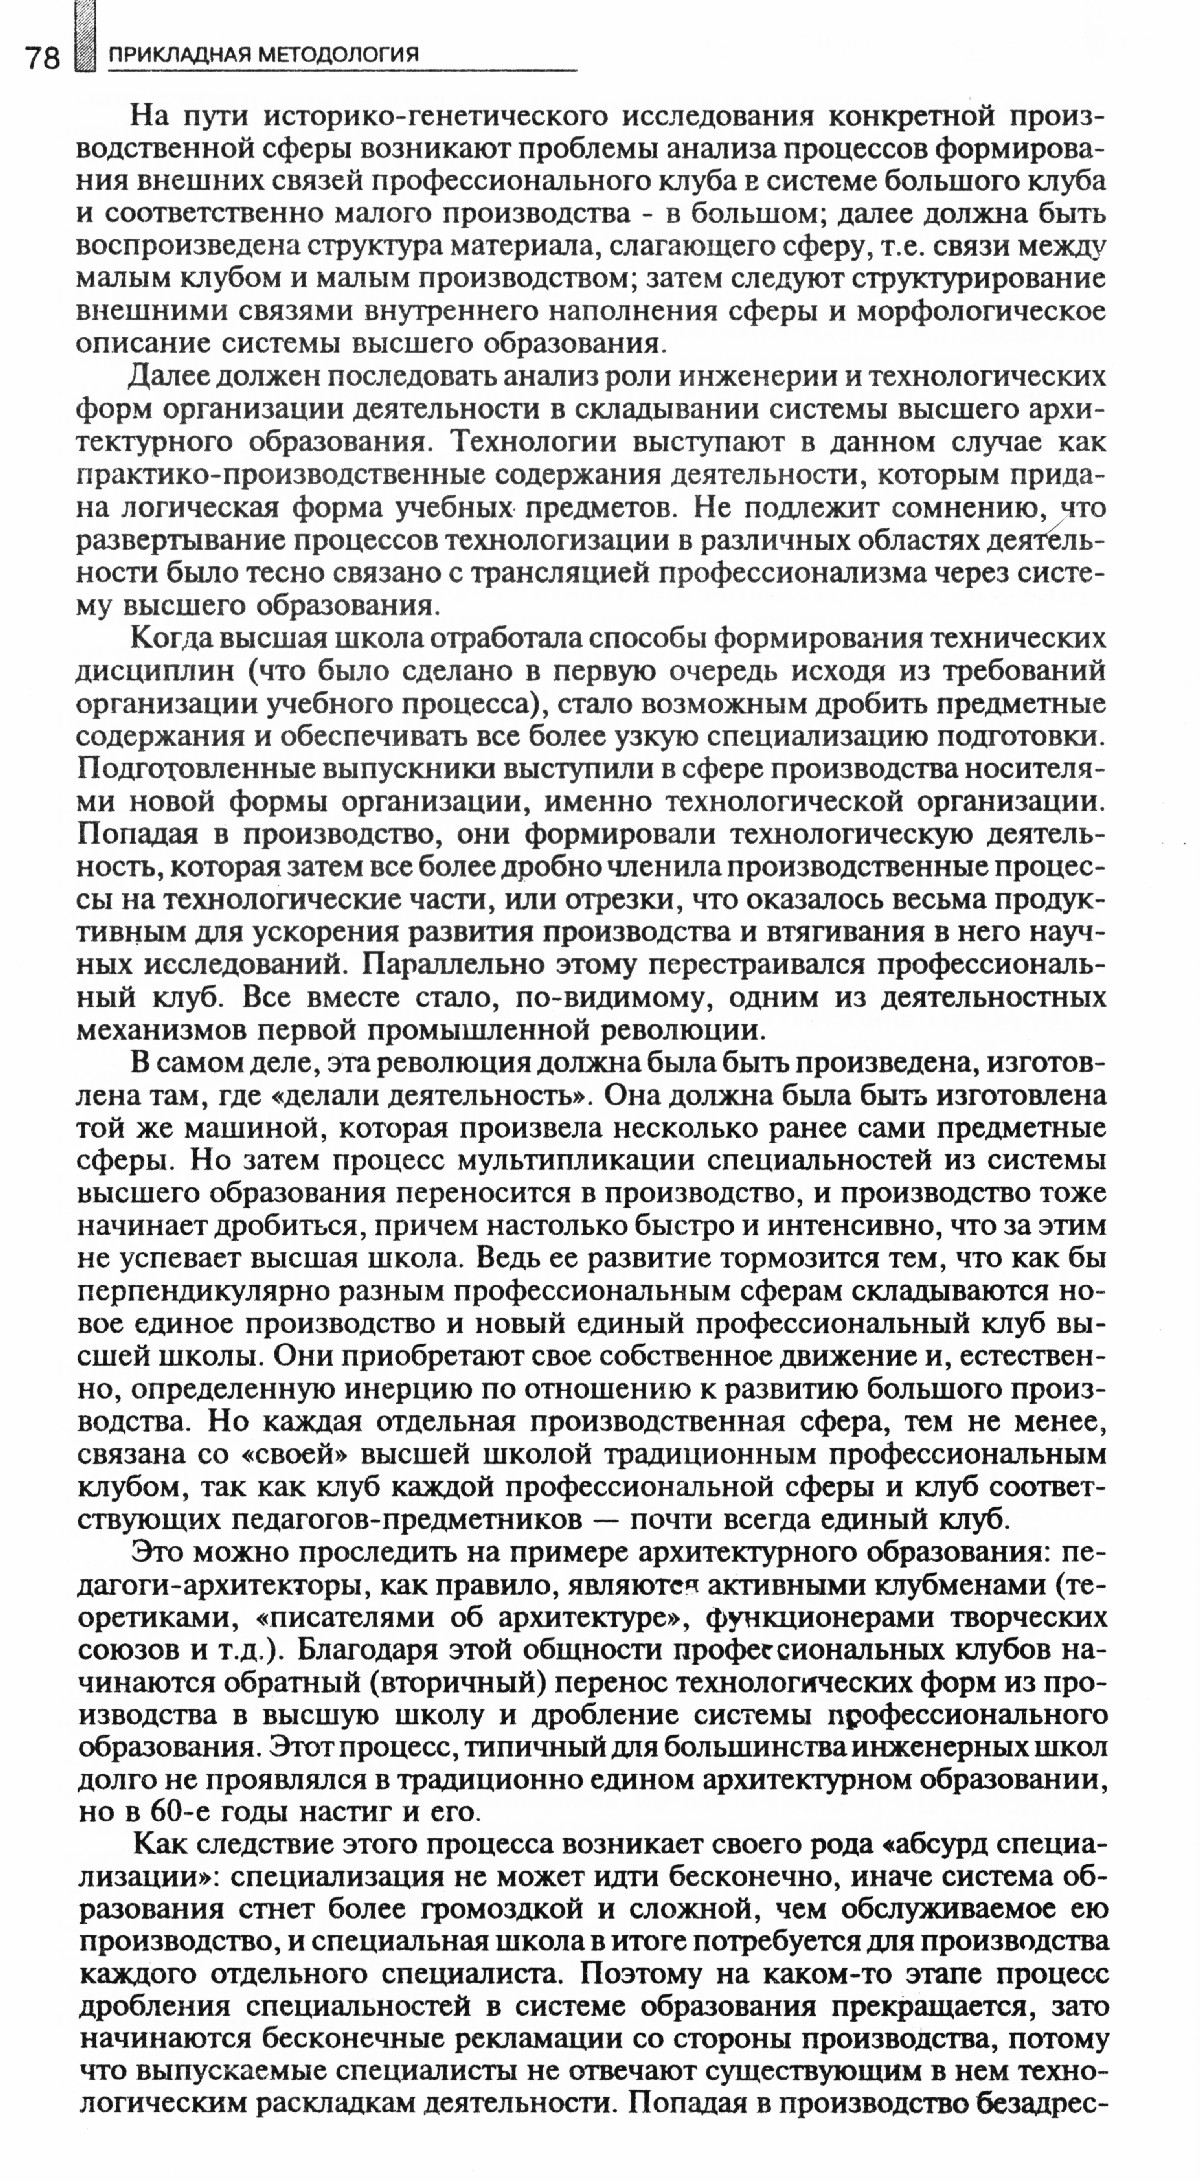 78 ПРИКЛАДНАЯ МЕТОДОЛОГИЯ
На пути историко-генетического исследования конкретной произ-
водственной сферы возникают проблемы анализа процессов формирова-
ния внешних связей профессионального клуба в системе большого клуба
и соответственно малого производства - в большом; далее должна быть
воспроизведена структура материала, слагающего сферу, т.е. связи между
малым клубом и малым производством; затем следуют структурирование
внешними связями внутреннего наполнения сферы и морфологическое
описание системы высшего образования.
Далее должен последовать анализ роли инженерии и технологических
форм организации деятельности в складывании системы высшего архи-
тектурного образования. Технологии выступают в данном случае как
практико-производственные содержания деятельности, которым прида-
на логическая форма учебных предметов. Не подлежит сомнению, что
развертывание процессов технологизации в различных областях деятель-
ности было тесно связано с трансляцией профессионализма через систе-
му высшего образования.
Когда высшая школа отработала способы формирования технических
дисциплин (что было сделано в первую очередь исходя из требований
организации учебного процесса), стало возможным дробить предметные
содержания и обеспечивать все более узкую специализацию подготовки.
Подготовленные выпускники выступили в сфере производства носителя-
ми новой формы организации, именно технологической организации.
Попадая в производство, они формировали технологическую деятель-
ность, которая затем все более дробно членила производственные процес-
сы на технологические части, или отрезки, что оказалось весьма продук-
тивным для ускорения развития производства и втягивания в него науч-
ных исследований. Параллельно этому перестраивался профессиональ-
ный клуб. Все вместе стало, по-видимому, одним из деятельностных
механизмов первой промышленной революции.
В самом деле, эта революция должна была быть произведена, изготов-
лена там, где «делали деятельность». Она должна была быть изготовлена
той же машиной, которая произвела несколько ранее сами предметные
сферы. Но затем процесс мультипликации специальностей из системы
высшего образования переносится в производство, и производство тоже
начинает дробиться, причем настолько быстро и интенсивно, что за этим
не успевает высшая школа. Ведь ее развитие тормозится тем, что как бы
перпендикулярно разным профессиональным сферам складываются но-
вое единое производство и новый единый профессиональный клуб вы-
сшей школы. Они приобретают свое собственное движение и, естествен-
но, определенную инерцию по отношению к развитию большого произ-
водства. Но каждая отдельная производственная сфера, тем не менее,
связана со «своей» высшей школой традиционным профессиональным
клубом, так как клуб каждой профессиональной сферы и клуб соответ-
ствующих педагогов-предметников — почти всегда единый клуб.
Это можно проследить на примере архитектурного образования: пе-
дагоги-архитекторы, как правило, являются активными клубменами (те-
оретиками, «писателями об архитектуре», функционерами творческих
союзов и т.д.). Благодаря этой общности профессиональных клубов на-
чинаются обратный (вторичный) перенос технологических форм из про-
изводства в высшую школу и дробление системы профессионального
образования. Этот процесс, типичный для большинства инженерных школ
долго не проявлялся в традиционно едином архитектурном образовании,
но в 60-е годы настиг и его.
Как следствие этого процесса возникает своего рода «абсурд специа-
лизации»: специализация не может идти бесконечно, иначе система об-
разования стнет более громоздкой и сложной, чем обслуживаемое ею
производство, и специальная школа в итоге потребуется для производства
каждого отдельного специалиста. Поэтому на каком-то этапе процесс
дробления специальностей в системе образования прекращается, зато
начинаются бесконечные рекламации со стороны производства, потому
что выпускаемые специалисты не отвечают существующим в нем техно-
логическим раскладкам деятельности. Попадая в производство безадрес-